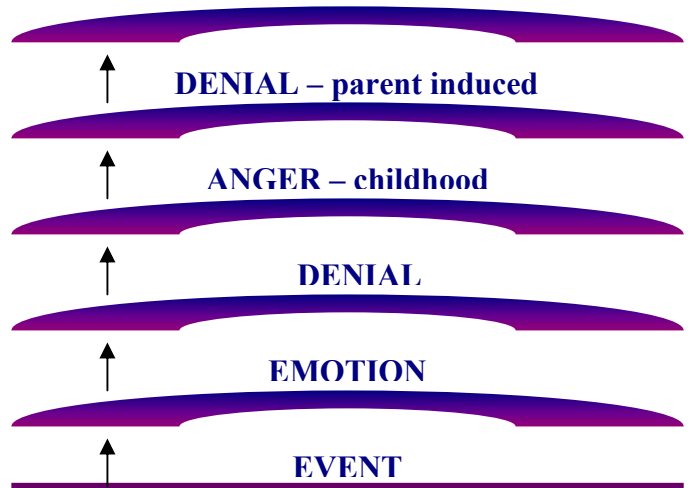 DENIAL – parent induced
ANGER – childhood
DENIAL
EMOTION
EVENT